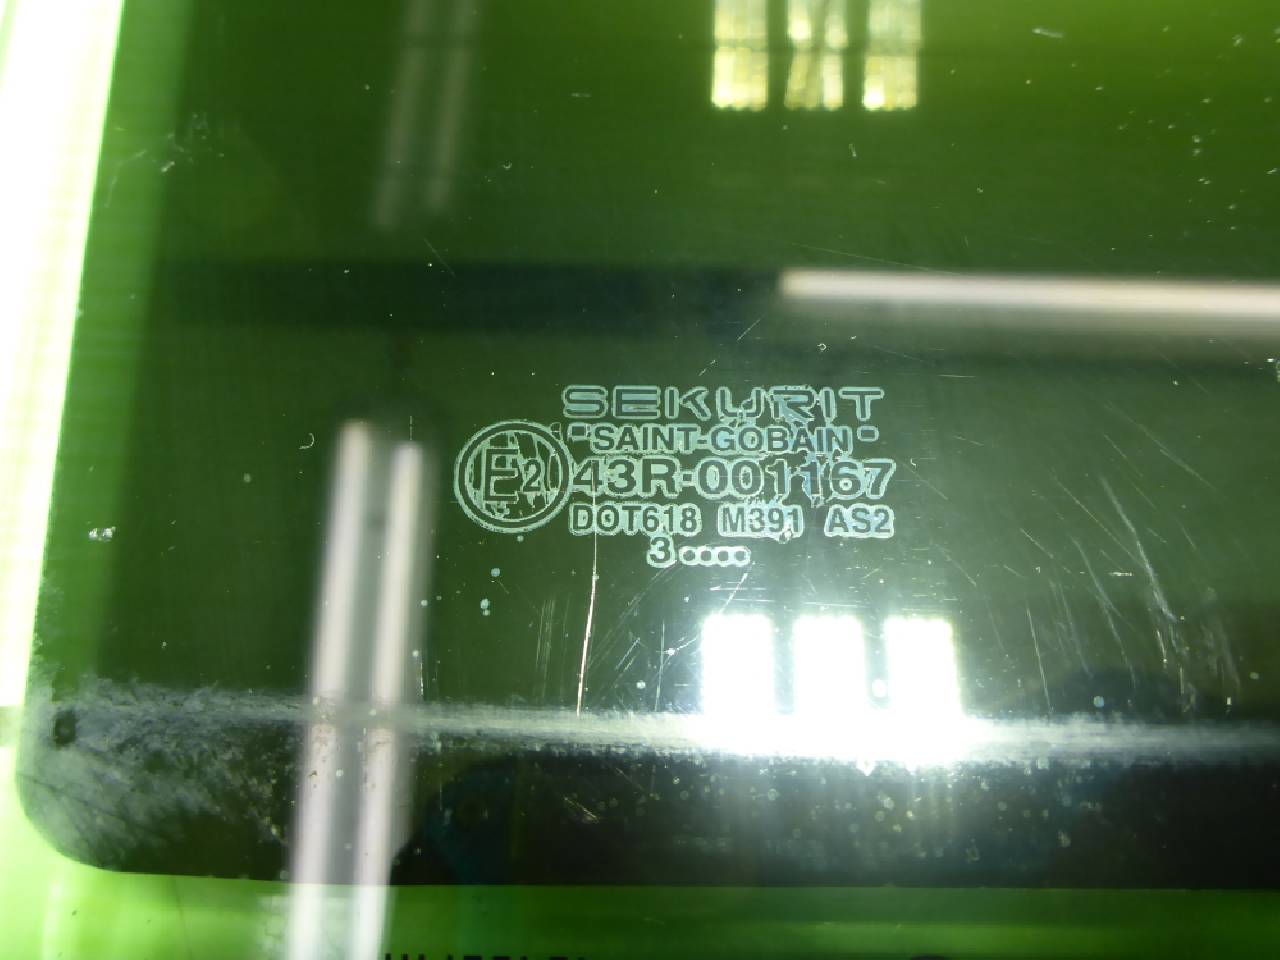 SEKURIT
"SAINT-GOBAIN"
E2 43R-001167
DOT618 M391 AS2
3••••